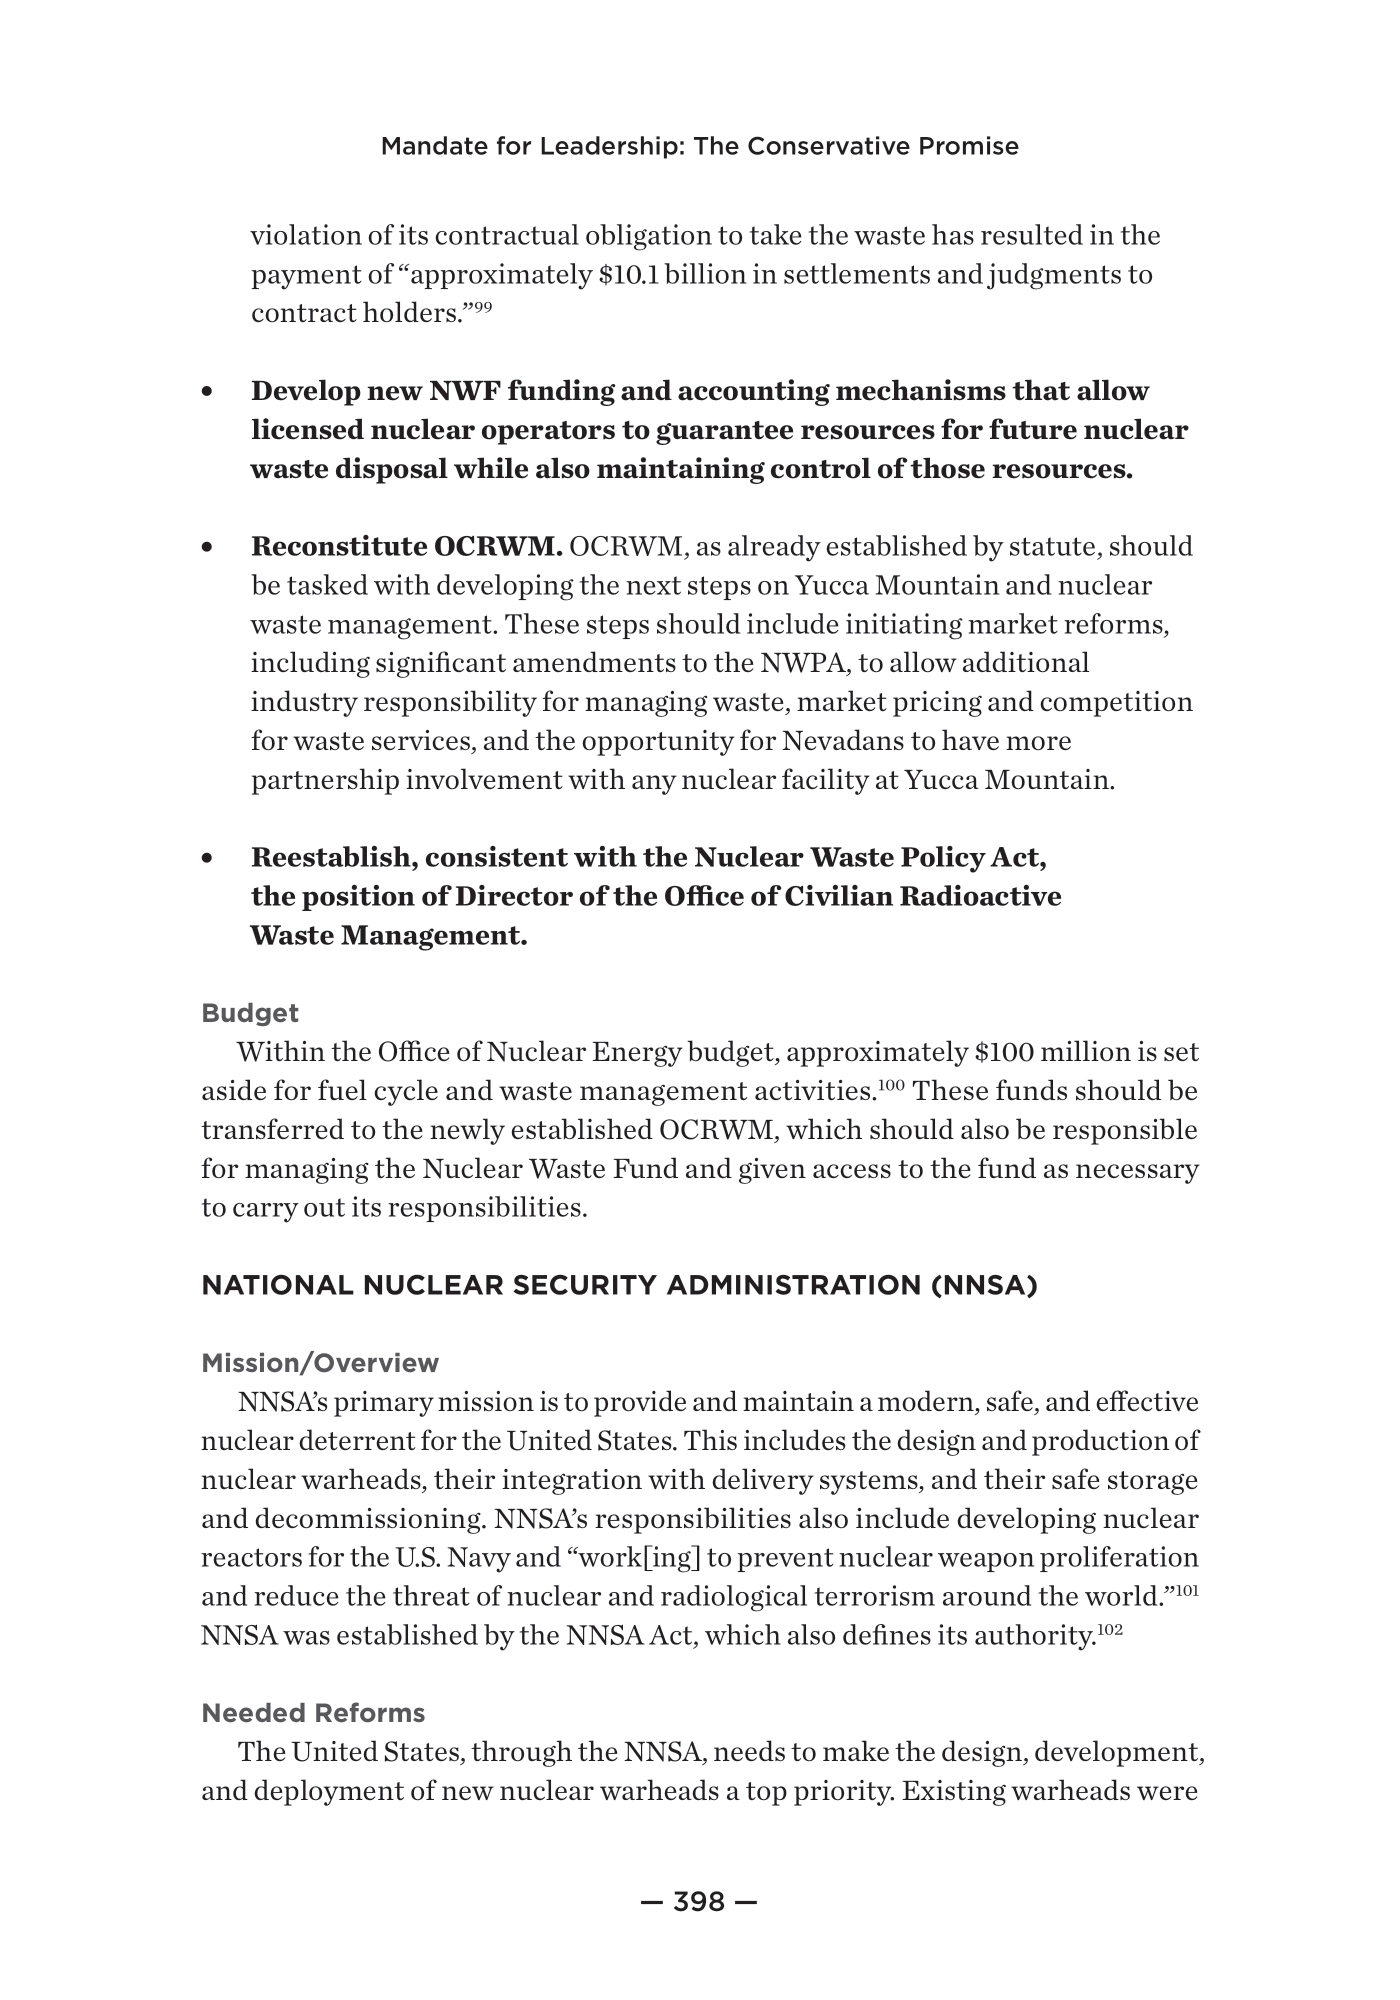 Mandate for Leadership: The Conservative Promise
violation of its contractual obligation to take the waste has resulted in the
payment of “approximately $10.1 billion in settlements and judgments to
contract holders.”99
• Develop new NWF funding and accounting mechanisms that allow
licensed nuclear operators to guarantee resources for future nuclear
waste disposal while also maintaining control of those resources.
• Reconstitute OCRWM. OCRWM, as already established by statute, should
be tasked with developing the next steps on Yucca Mountain and nuclear
waste management. These steps should include initiating market reforms,
including significant amendments to the NWPA, to allow additional
industry responsibility for managing waste, market pricing and competition
for waste services, and the opportunity for Nevadans to have more
partnership involvement with any nuclear facility at Yucca Mountain.
• Reestablish, consistent with the Nuclear Waste Policy Act,
the position of Director of the Office of Civilian Radioactive
Waste Management.
Budget
Within the Office of Nuclear Energy budget, approximately $100 million is set
aside for fuel cycle and waste management activities.100 These funds should be
transferred to the newly established OCRWM, which should also be responsible
for managing the Nuclear Waste Fund and given access to the fund as necessary
to carry out its responsibilities.
NATIONAL NUCLEAR SECURITY ADMINISTRATION (NNSA)
Mission/Overview
NNSA’s primary mission is to provide and maintain a modern, safe, and effective
nuclear deterrent for the United States. This includes the design and production of
nuclear warheads, their integration with delivery systems, and their safe storage
and decommissioning. NNSA’s responsibilities also include developing nuclear
reactors for the U.S. Navy and “work[ing] to prevent nuclear weapon proliferation
and reduce the threat of nuclear and radiological terrorism around the world.”101
NNSA was established by the NNSA Act, which also defines its authority.102
Needed Reforms
The United States, through the NNSA, needs to make the design, development,
and deployment of new nuclear warheads a top priority. Existing warheads were
— 398 —